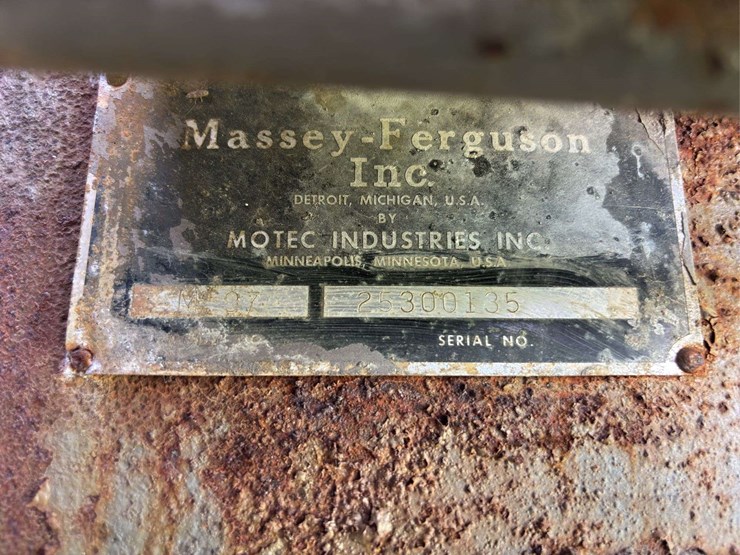 Massey-Ferguson
Inc.
DETROIT, MICHIGAN, U.S.A.
BY
MOTEC INDUSTRIES, INC.
MINNEAPOLIS, MINNESOTA, U.S.A.
25300135
SERIAL NO.